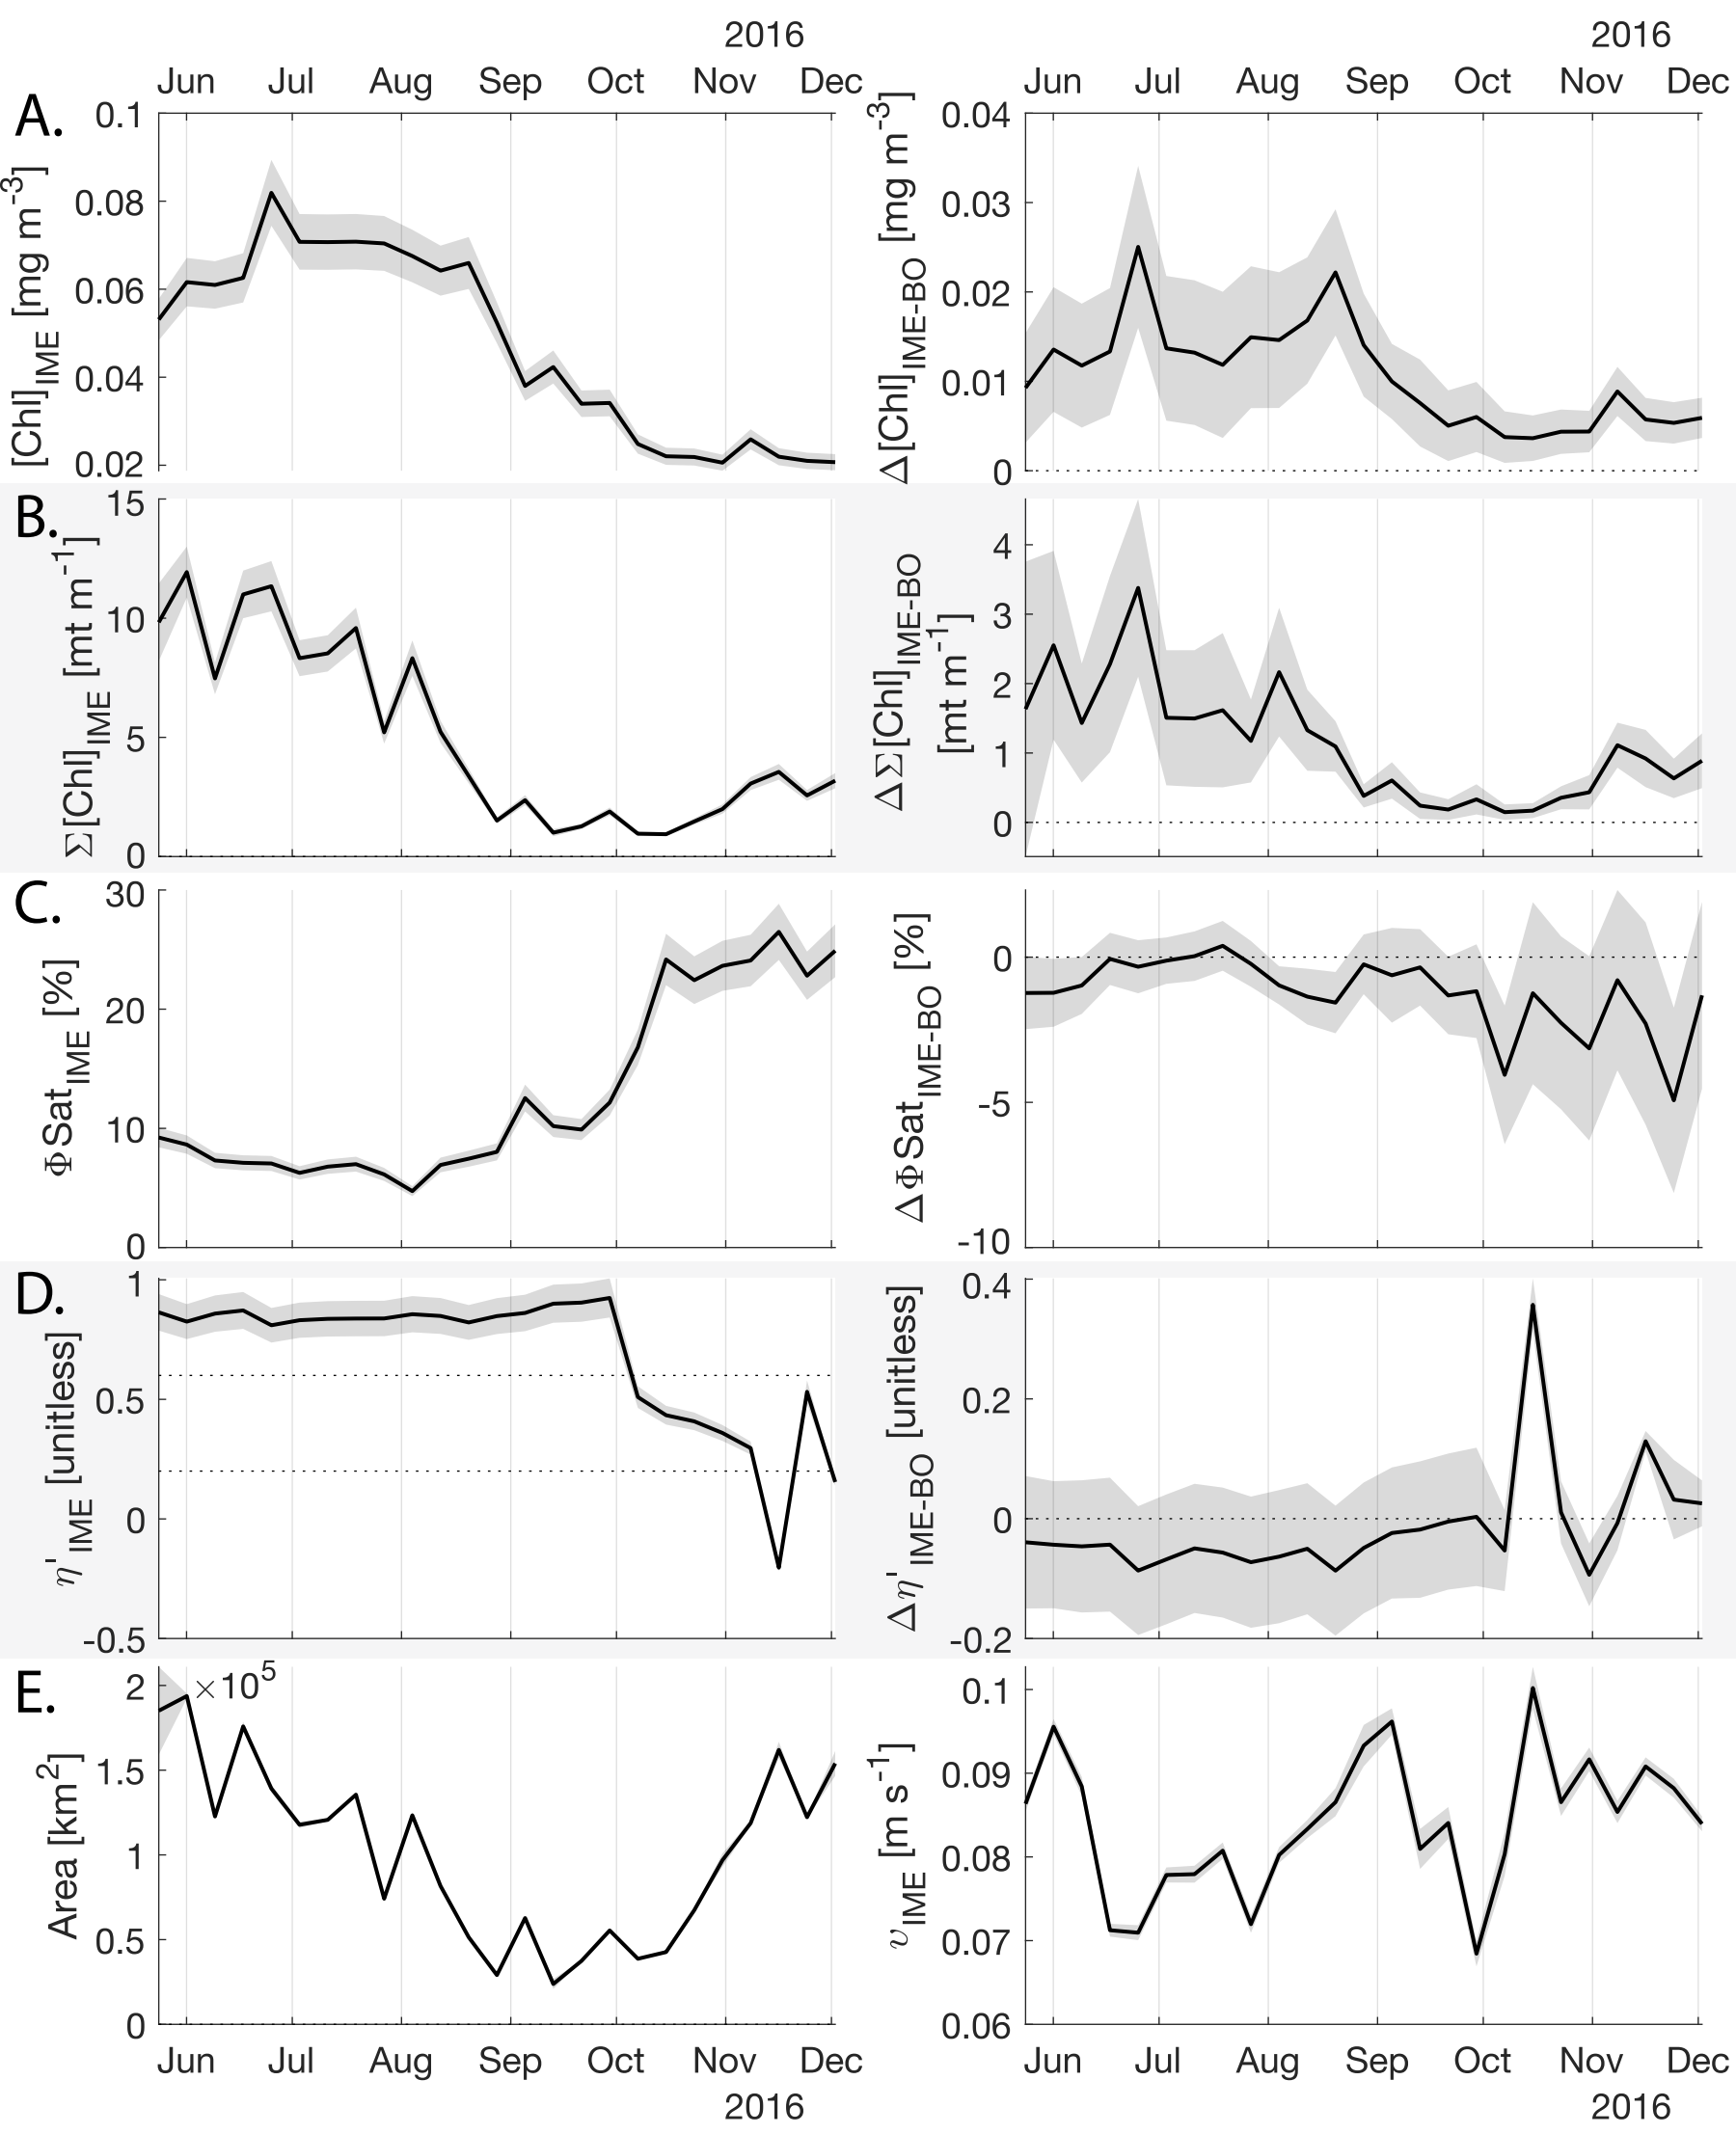 2016 2016
Jun Jul Aug Sep Oct Nov Dec Jun Jul Aug Sep Oct Nov Dec
A.
[Chl]IME [mg m-3]
0.1
0.08
0.06
0.04
0.02
Δ[Chl]IME-BO [mg m-3]
0.04
0.03
0.02
0.01
0
B.
Σ[Chl]IME [mt m-1]
15
10
5
0
ΔΣ[Chl]IME-BO
[mt m-1]
4
3
2
1
0
C.
ΦSatIME [%]
30
20
10
0
ΔΦSatIME-BO [%]
0
-5
-10
D.
η'IME [unitless]
1
0.5
0
-0.5
Δη'IME-BO [unitless]
0.4
0.2
0
-0.2
E.
Area [km2]
×105
2
1.5
1
0.5
0
υIME [m s-1]
0.1
0.09
0.08
0.07
0.06
Jun Jul Aug Sep Oct Nov Dec Jun Jul Aug Sep Oct Nov Dec
2016 2016